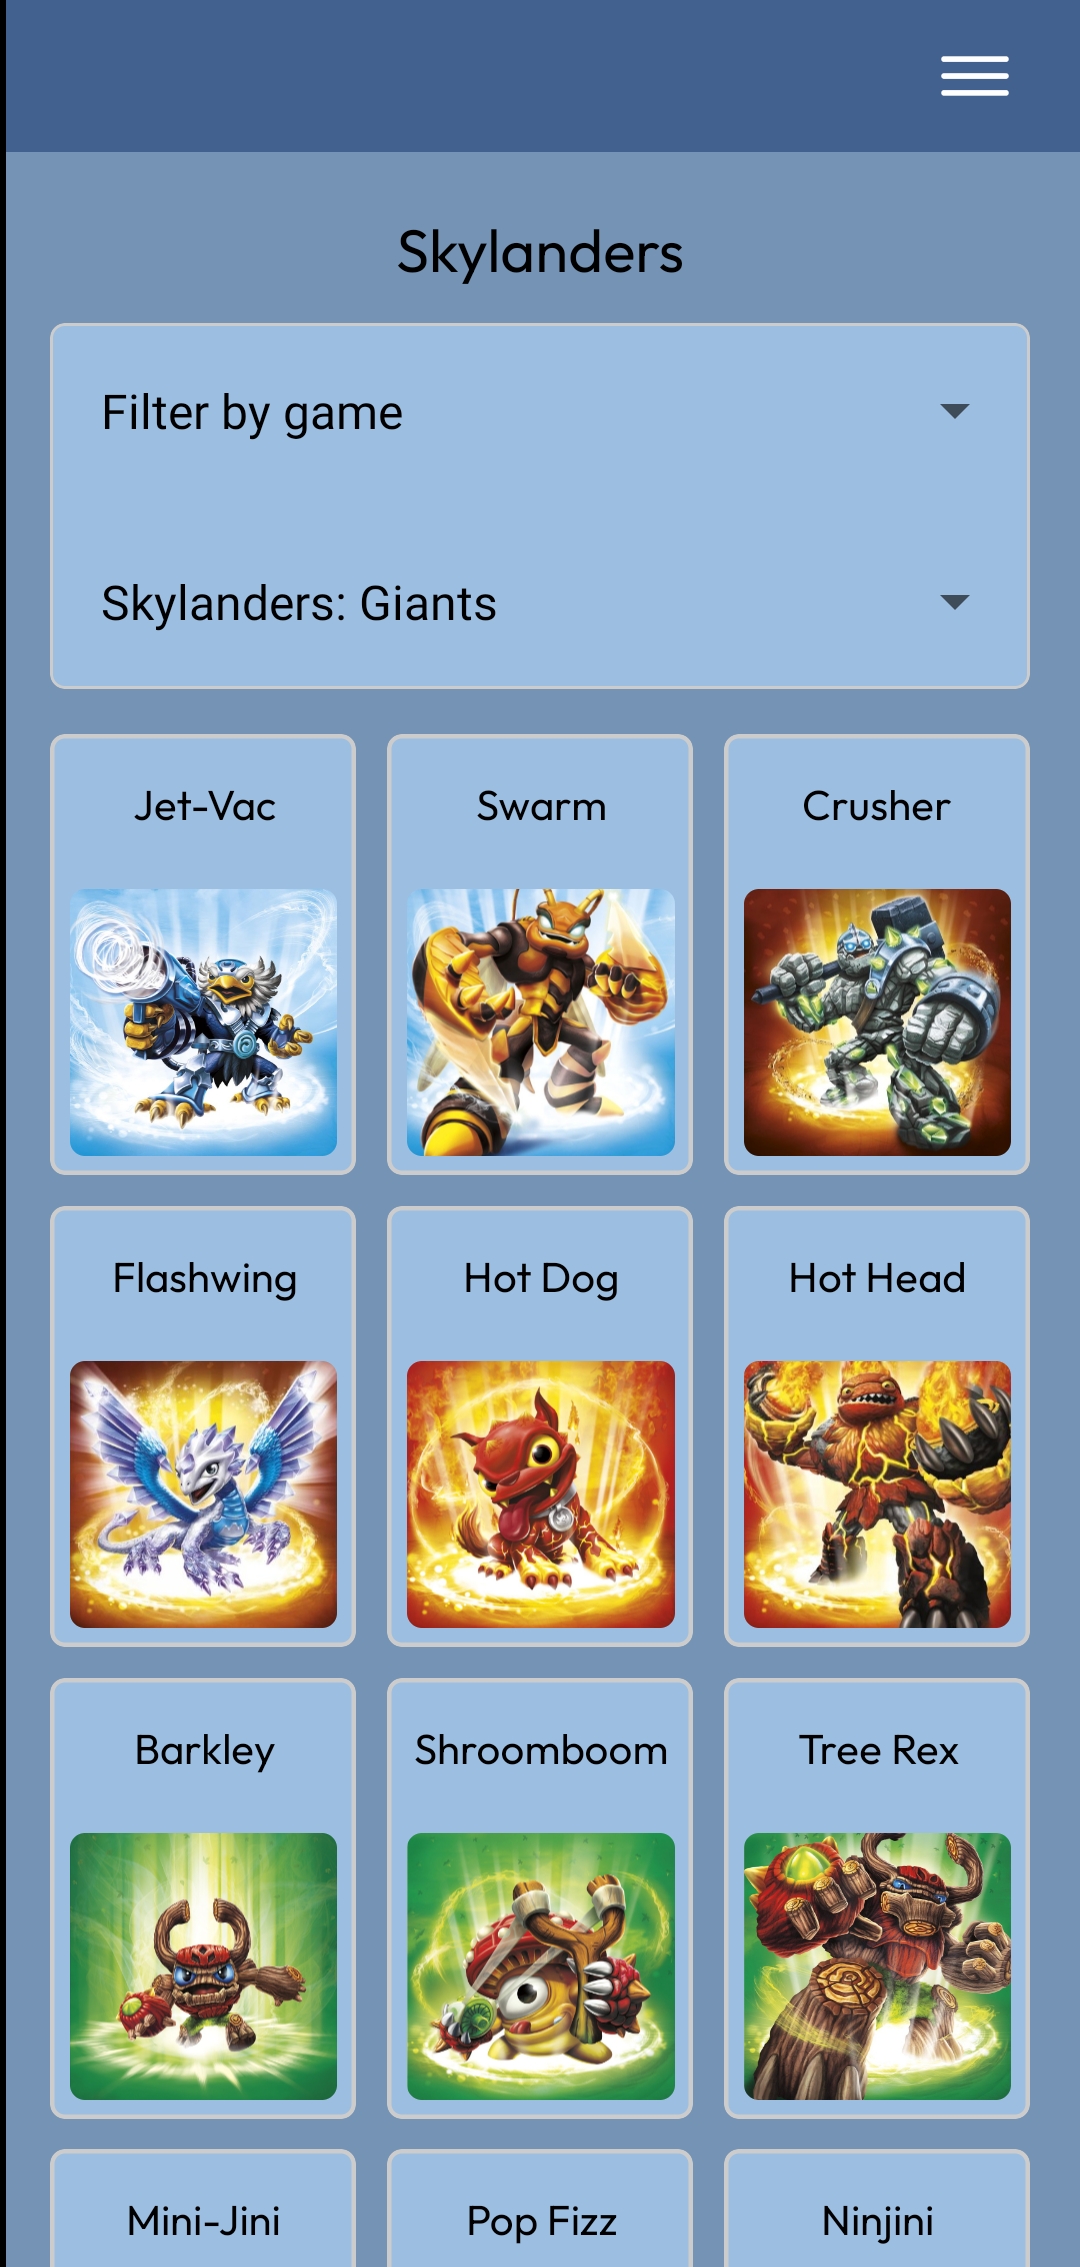 Skylanders
Filter by game
Skylanders: Giants
Jet-Vac
Swarm
Crusher
Flashwing
Hot Dog
Hot Head
Barkley
Shroomboom
Tree Rex
Mini-Jini
Pop Fizz
Ninjini